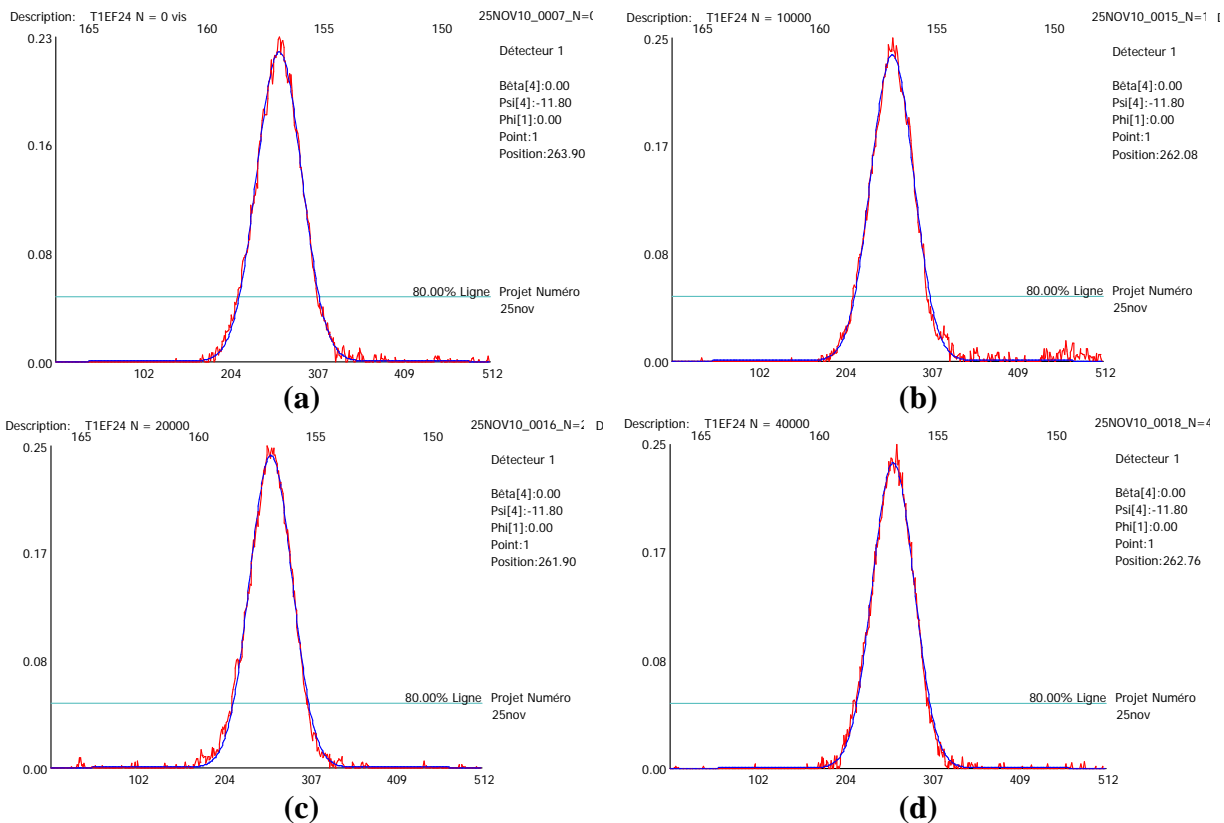 Description: T1EF24 N = 0 vis 25NOV10_0007_N=0
165 160 155 150
0.23
0.16
0.08
0.00
Détecteur 1
Bêta[4]:0.00
Psi[4]:-11.80
Phi[1]:0.00
Point:1
Position:263.90
80.00% Ligne
Projet Numéro
25nov
102 204 307 409 512
(a)
Description: T1EF24 N = 10000 25NOV10_0015_N=1
165 160 155 150
0.25
0.17
0.08
0.00
Détecteur 1
Bêta[4]:0.00
Psi[4]:-11.80
Phi[1]:0.00
Point:1
Position:262.08
80.00% Ligne
Projet Numéro
25nov
102 204 307 409 512
(b)
Description: T1EF24 N = 20000 25NOV10_0016_N=2
165 160 155 150
0.25
0.17
0.08
0.00
Détecteur 1
Bêta[4]:0.00
Psi[4]:-11.80
Phi[1]:0.00
Point:1
Position:261.90
80.00% Ligne
Projet Numéro
25nov
102 204 307 409 512
(c)
Description: T1EF24 N = 40000 25NOV10_0018_N=4
165 160 155 150
0.25
0.17
0.08
0.00
Détecteur 1
Bêta[4]:0.00
Psi[4]:-11.80
Phi[1]:0.00
Point:1
Position:262.76
80.00% Ligne
Projet Numéro
25nov
102 204 307 409 512
(d)